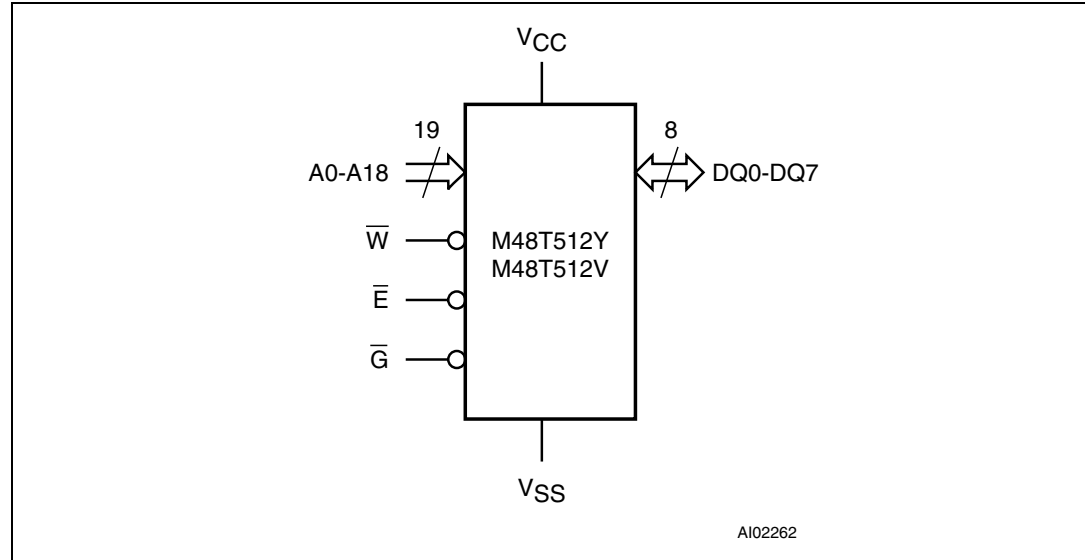 VCC
19
8
A0-A18
DQ0-DQ7
W̅
M48T512Y
M48T512V
E̅
G̅
VSS
AI02262